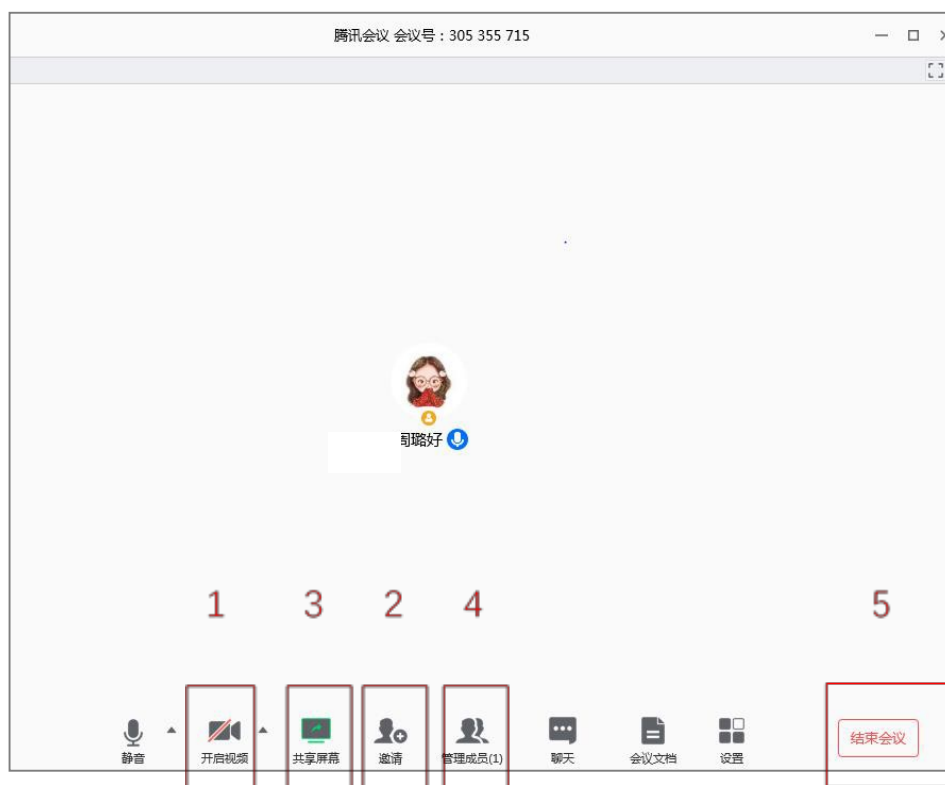 腾讯会议 会议号：305 355 715
周璐好
1 3 2 4 5
静音 开启视频 共享屏幕 邀请 管理成员(1) 聊天 会议文档 设置 结束会议